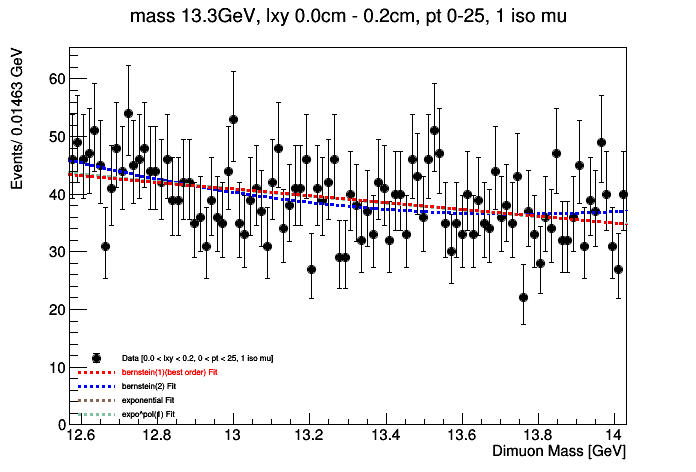 mass 13.3GeV, lxy 0.0cm - 0.2cm, pt 0-25, 1 iso mu
Events/ 0.01463 GeV
60
50
40
30
20
10
0
Data [0.0 < lxy < 0.2, 0 < pt < 25, 1 iso mu]
bernstein(1)(best order) Fit
bernstein(2) Fit
exponential Fit
expo^pol(1) Fit
12.6 12.8 13 13.2 13.4 13.6 13.8 14
Dimuon Mass [GeV]